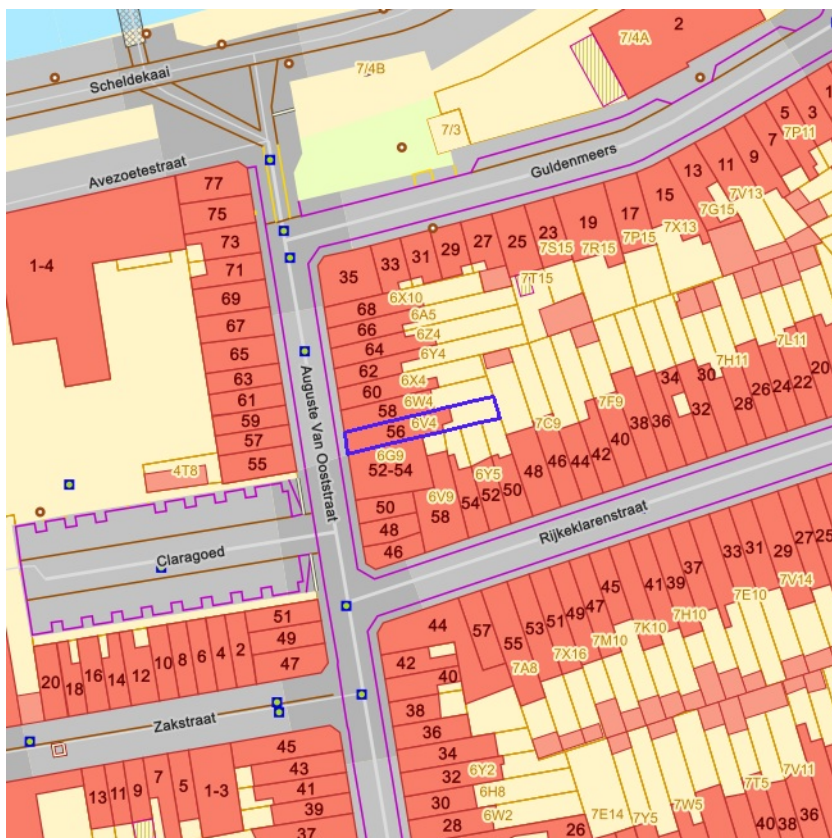 2
7/4A
Scheldekaai
7/4B
7/3
Avezoetestraat
Guldenmeers
1
3
5
7P11
7
9
11
7V13
13
7G15
15
7X13
17
7P15
19
7R15
23
7S15
25
27
29
31
33
35
7T15
77
75
73
71
69
67
65
63
61
59
57
55
1-4
6X10
68
6A5
66
6Z4
64
6Y4
62
6X4
60
6W4
58
6V4
56
6G9
52-54
50
48
46
6V9
58
6Y5
54
52
50
48
46
44
42
40
38
36
34
32
30
28
26
24
22
20
7C9
7F9
7H11
7L11
Auguste Van Ooststraat
Rijkeklarenstraat
4T8
Claragoed
51
49
47
20
18
16
14
12
10
8
6
4
2
Zakstraat
45
43
41
39
37
13
11
9
7
5
1-3
44
42
40
38
36
34
32
30
28
26
57
55
53
51
49
47
45
41
39
37
33
31
29
27
25
7A8
7X16
7M10
7K10
7H10
7E10
7V14
6Y2
6H8
6W2
7E14
7Y5
7W5
7T5
7V11
40
38
36